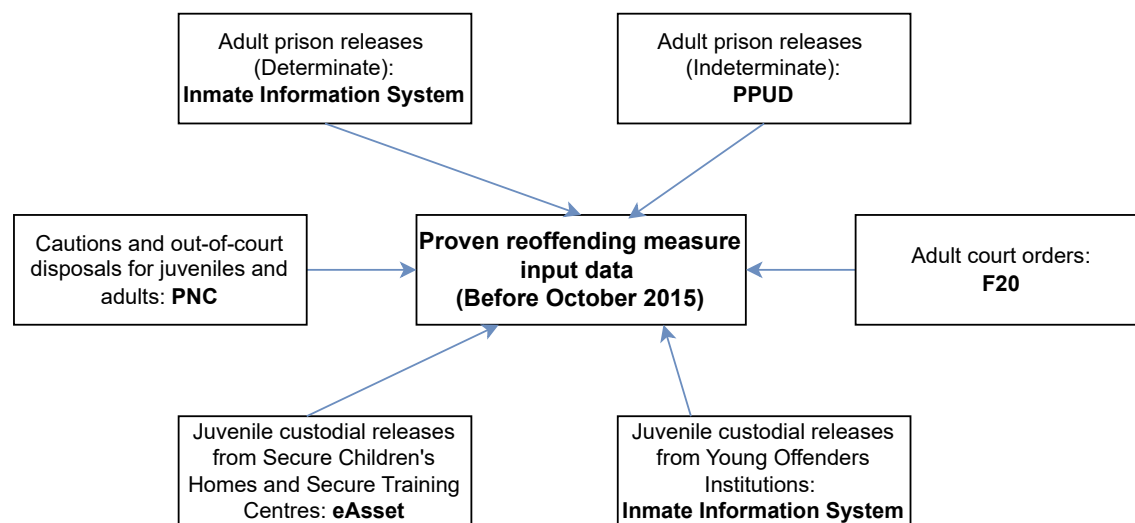 Adult prison releases
(Determinate):
Inmate Information System
Adult prison releases
(Indeterminate):
PPUD
Cautions and out-of-court
disposals for juveniles and
adults: PNC
Proven reoffending measure
input data
(Before October 2015)
Adult court orders:
F20
Juvenile custodial releases
from Secure Children's
Homes and Secure Training
Centres: eAsset
Juvenile custodial releases
from Young Offenders
Institutions:
Inmate Information System